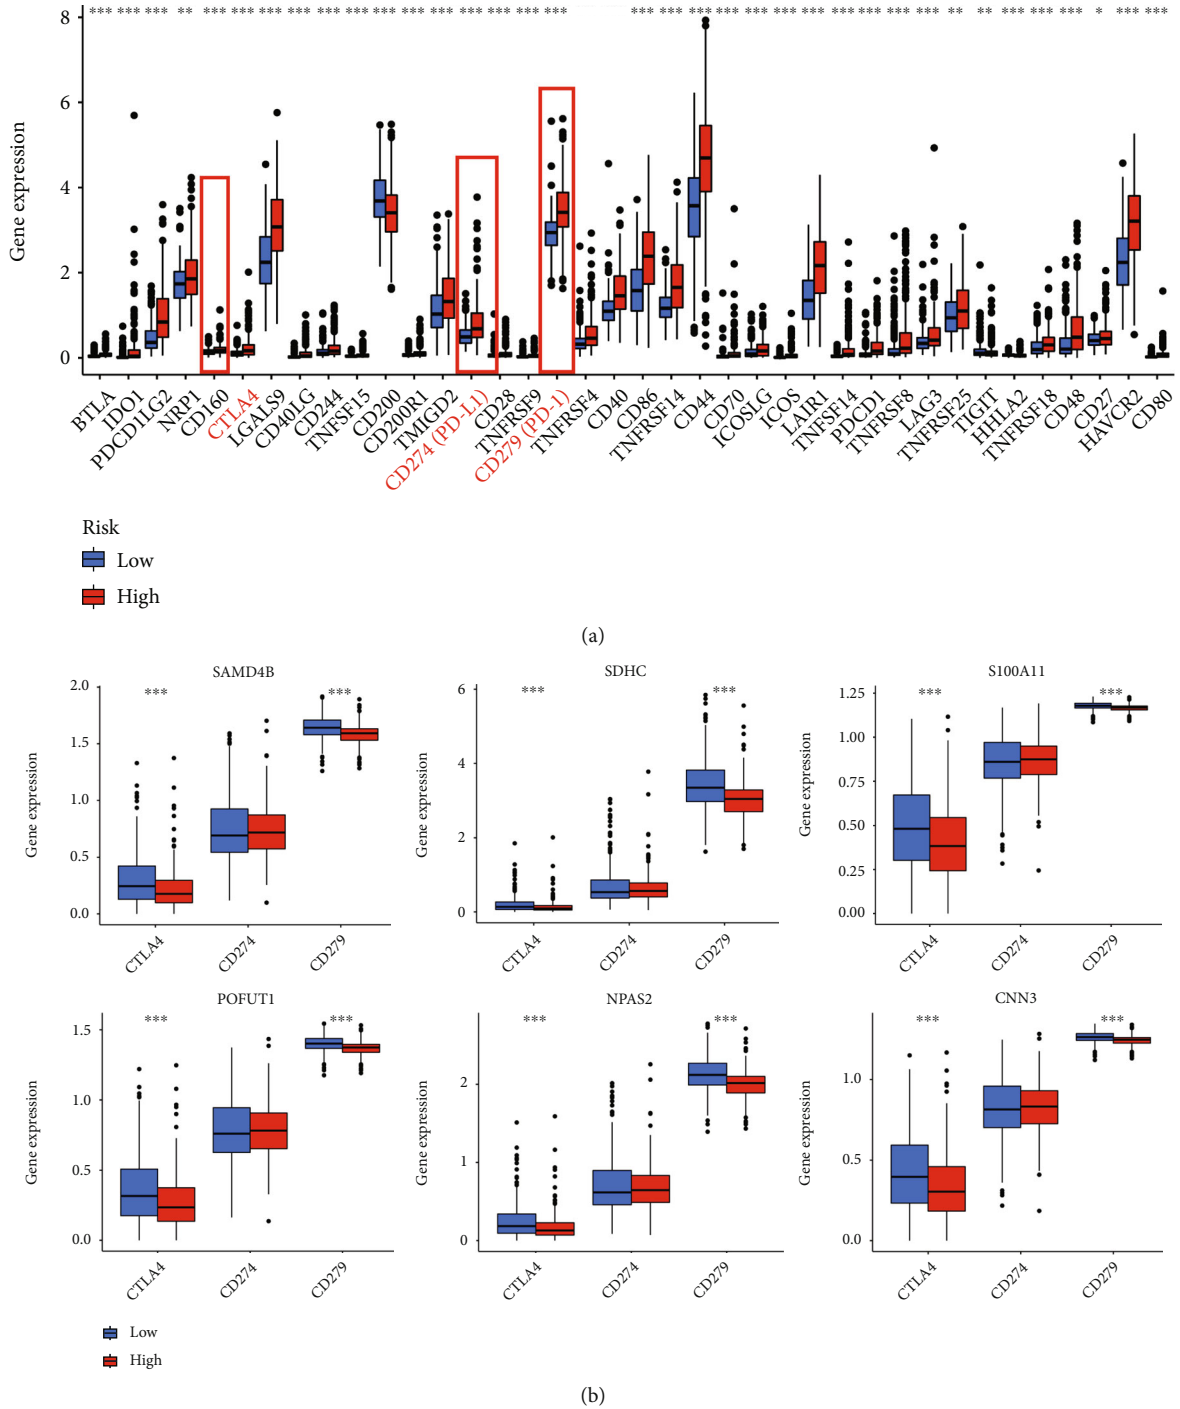 *** *** *** ** *** *** *** *** *** *** *** *** *** *** *** *** *** *** *** *** *** *** *** *** *** *** *** *** *** *** ** ** *** *** *** * *** ***
8
6
4
2
0
Gene expression
BTLA
IDO1
PDCD1LG2
NRP1
CD160
CTLA4
LGALS9
CD40LG
CD244
TNFSF15
CD200
CD200R1
TMIGD2
CD274 (PD-L1)
CD28
TNFRSF9
CD279 (PD-1)
TNFRSF4
CD40
CD86
TNFRSF14
CD44
CD70
ICOSLG
ICOS
LAIR1
TNFSF14
PDCD1
TNFRSF8
LAG3
TNFRSF25
TIGIT
HHLA2
TNFRSF18
CD48
CD27
HAVCR2
CD80
Risk
Low
High
(a)
SAMD4B
*** ***
2.0
1.5
1.0
0.5
0.0
Gene expression
CTLA4
CD274
CD279
SDHC
*** ***
6
4
2
0
Gene expression
CTLA4
CD274
CD279
S100A11
*** ***
1.25
1.00
0.75
0.50
0.25
0.00
Gene expression
CTLA4
CD274
CD279
POFUT1
*** ***
1.5
1.0
0.5
0.0
Gene expression
CTLA4
CD274
CD279
NPAS2
*** ***
2
1
0
Gene expression
CTLA4
CD274
CD279
CNN3
*** ***
1.0
0.5
0.0
Gene expression
CTLA4
CD274
CD279
Low
High
(b)